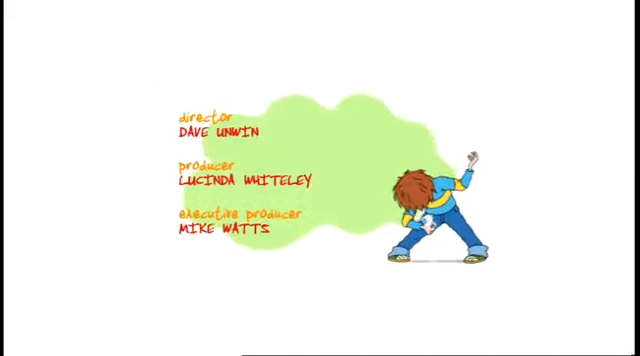 director
DAVE UNWIN
producer
LUCINDA WHITELEY
executive producer
MIKE WATTS